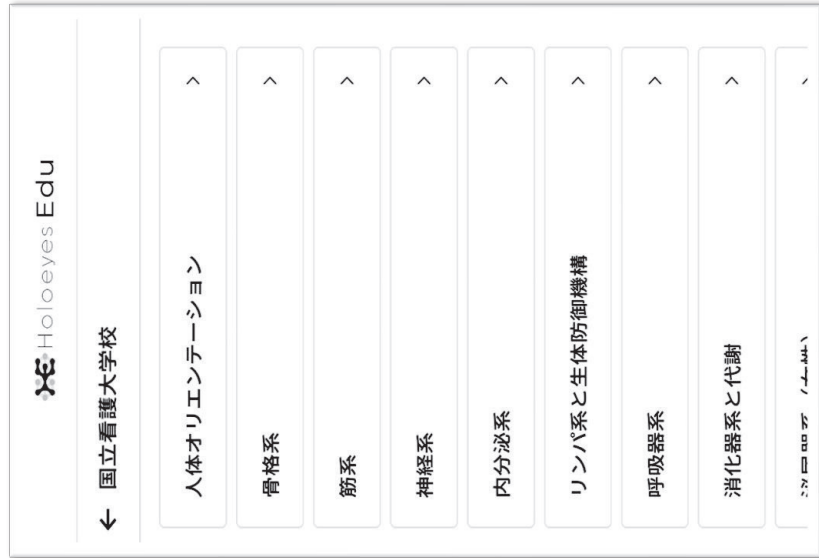 Holoeyes Edu
← 国立看護大学校
人体オリエンテーション
骨格系
筋系
神経系
内分泌系
リンパ系と生体防御機構
呼吸器系
消化器系と代謝